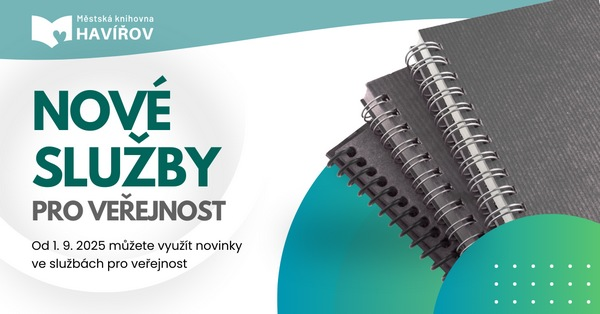 Městská knihovna
HAVÍŘOV
NOVÉ
SLUŽBY
PRO VEŘEJNOST
Od 1. 9. 2025 můžete využít novinky
ve službách pro veřejnost